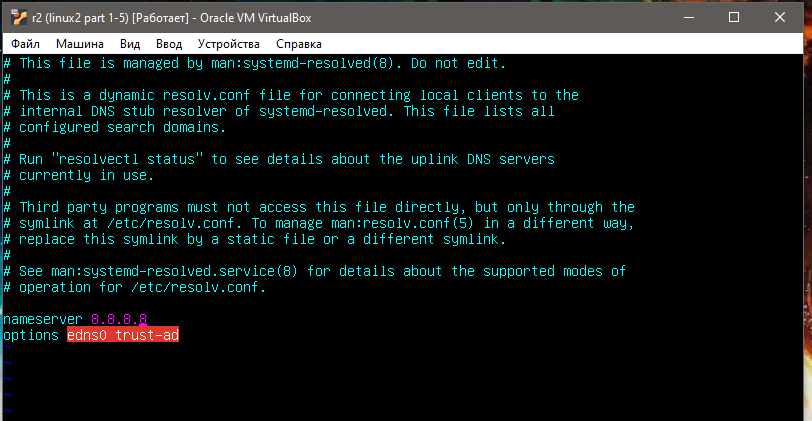 r2 (linux2 part 1-5) [Работает] - Oracle VM VirtualBox
Файл Машина Вид Ввод Устройства Справка
# This file is managed by man:systemd-resolved(8). Do not edit.
#
# This is a dynamic resolv.conf file for connecting local clients to the
# internal DNS stub resolver of systemd-resolved. This file lists all
# configured search domains.
#
# Run "resolvectl status" to see details about the uplink DNS servers
# currently in use.
#
# Third party programs must not access this file directly, but only through the
# symlink at /etc/resolv.conf. To manage man:resolv.conf(5) in a different way,
# replace this symlink by a static file or a different symlink.
#
# See man:systemd-resolved.service(8) for details about the supported modes of
# operation for /etc/resolv.conf.
nameserver 8.8.8.8
options edns0 trust-ad
~
~
~
~
~